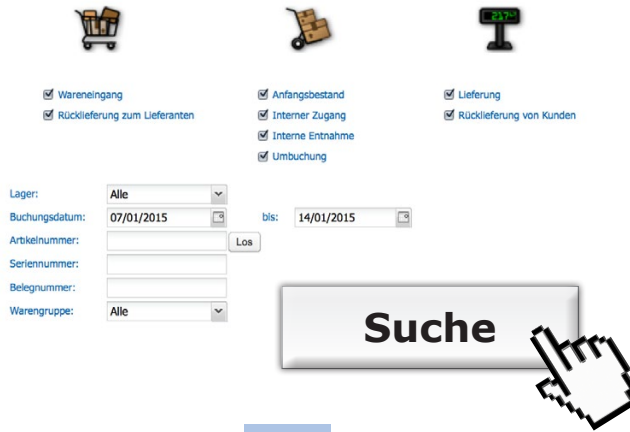 217
Wareneingang
Rücklieferung zum Lieferanten
Anfangsbestand
Interner Zugang
Interne Entnahme
Umbuchung
Lieferung
Rücklieferung von Kunden
Lager: Alle
Buchungsdatum: 07/01/2015 bis: 14/01/2015
Artikelnummer: Los
Seriennummer:
Belegnummer:
Warengruppe: Alle
Suche